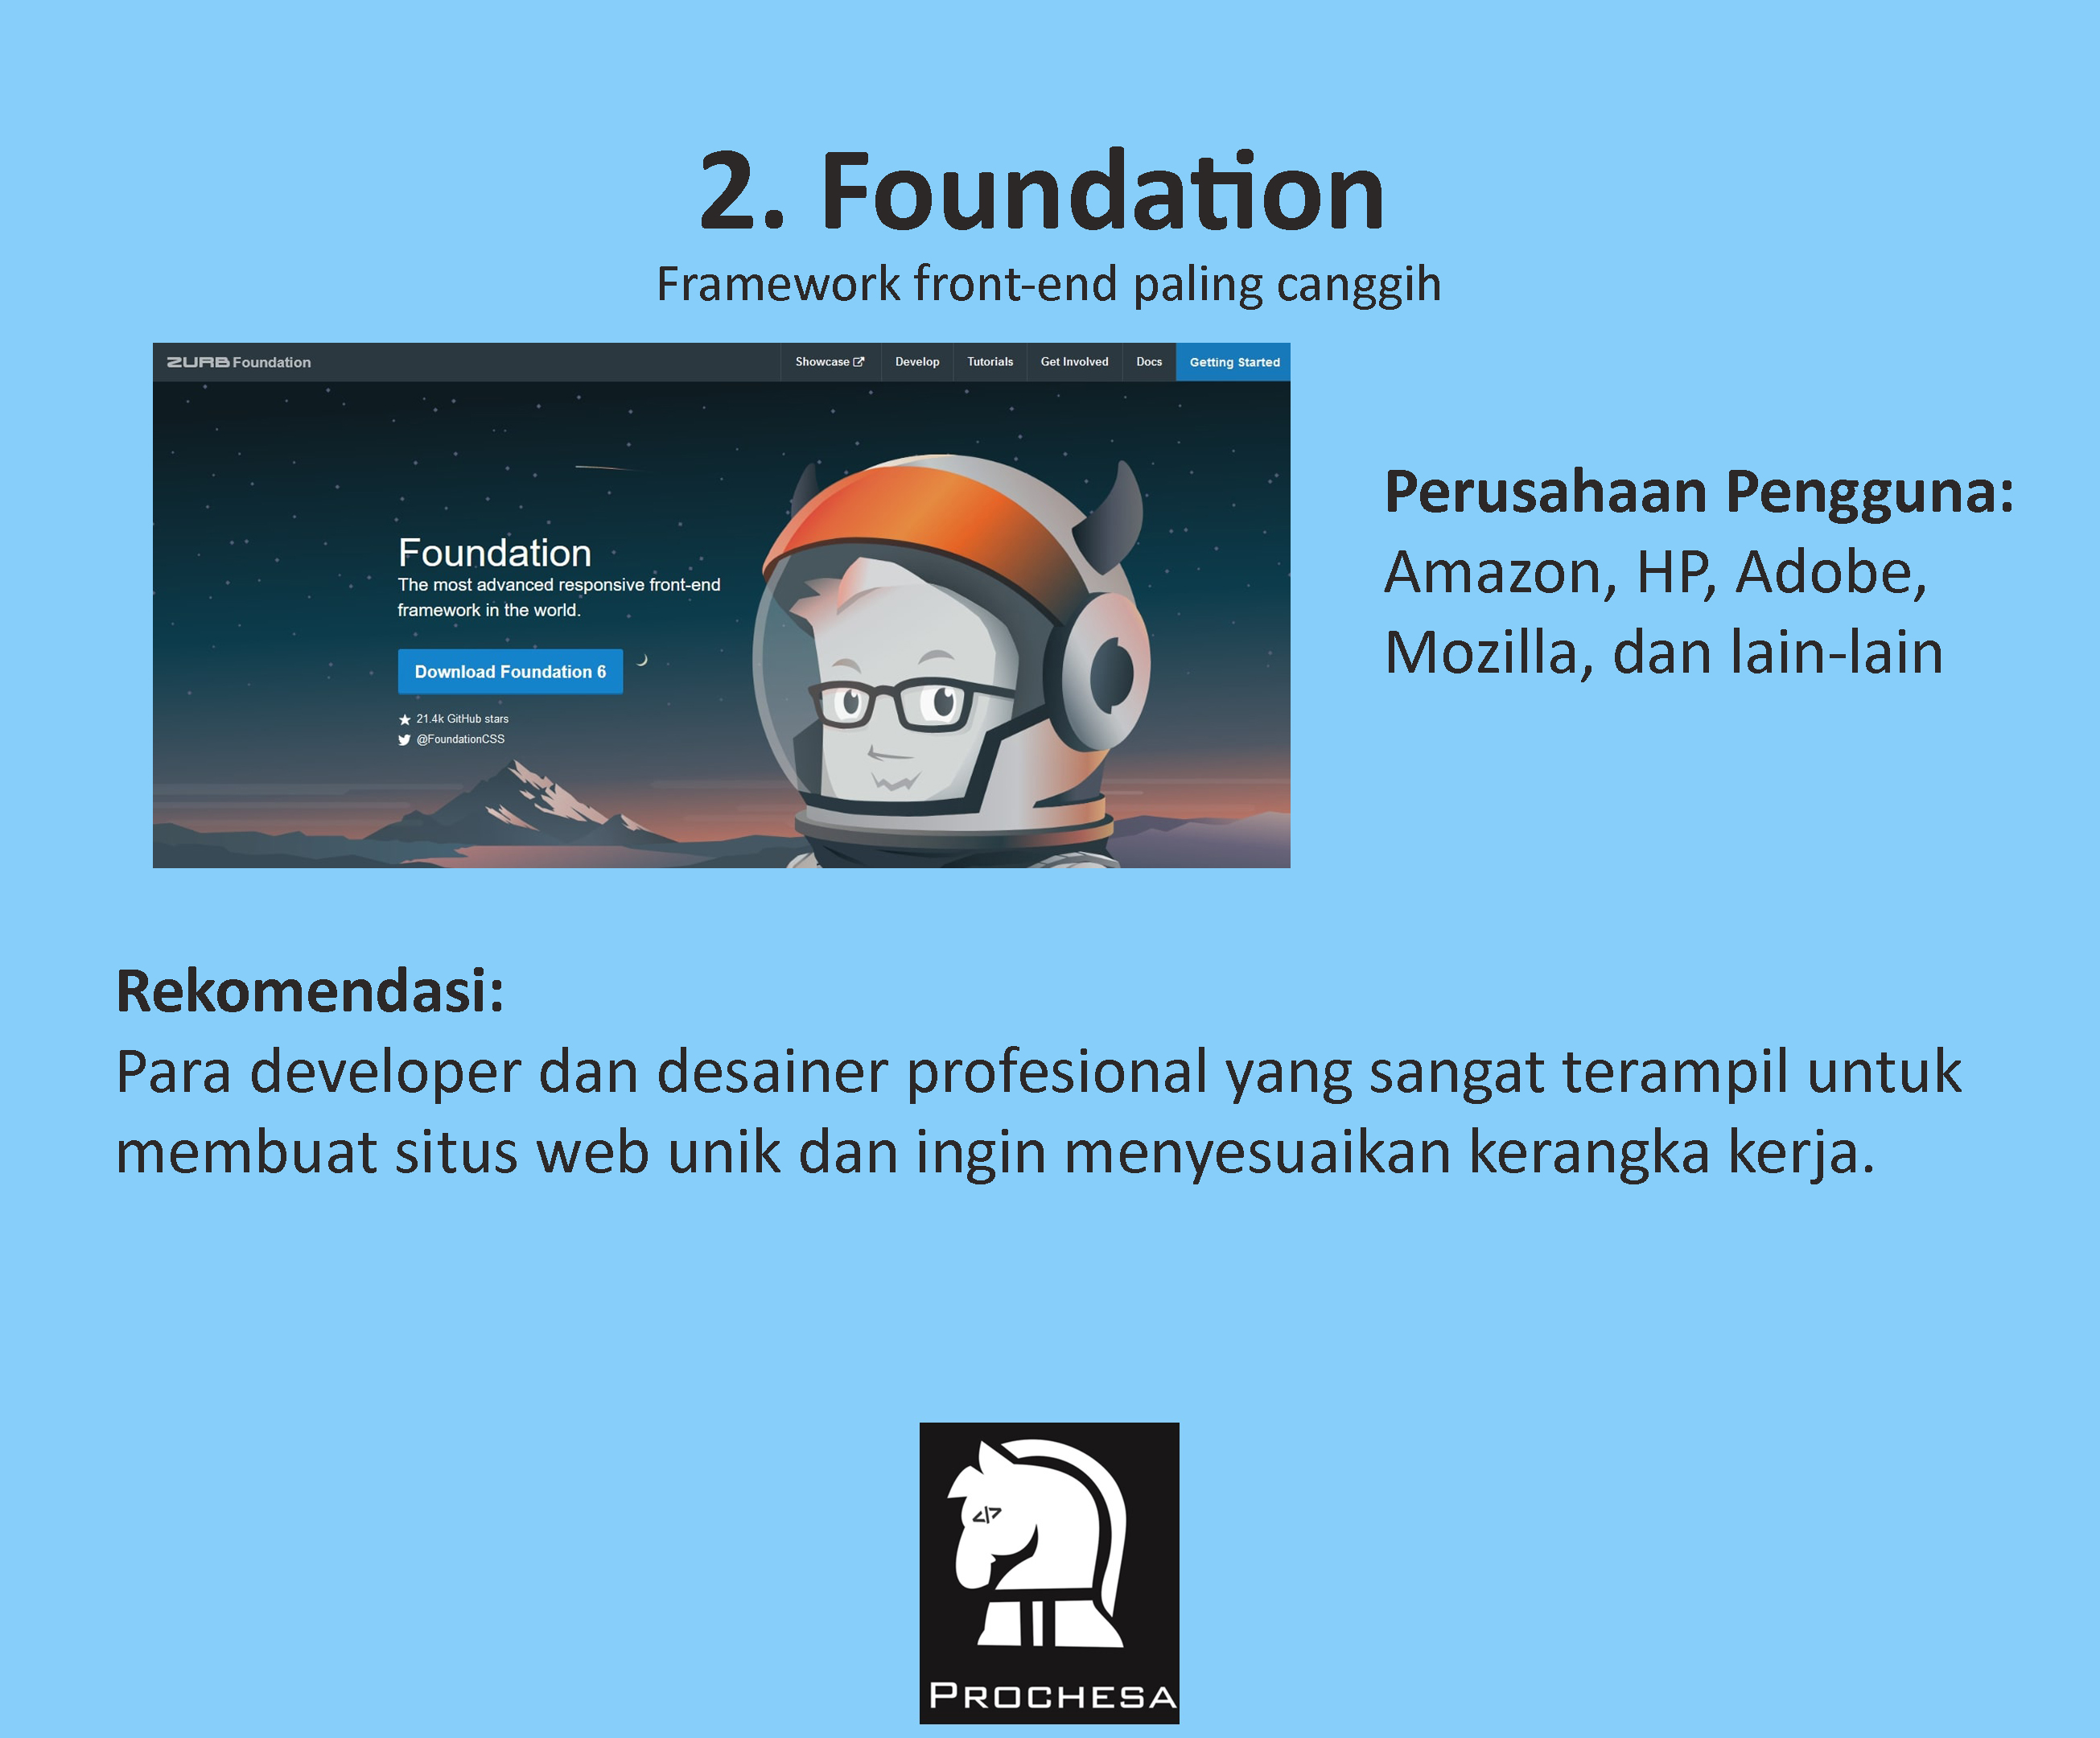 2. Foundation
Framework front-end paling canggih
ZURB Foundation
Showcase Develop Tutorials Get Involved Docs Getting Started
Foundation
The most advanced responsive front-end
framework in the world.
Download Foundation 6
21.4k GitHub stars
@FoundationCSS
Perusahaan Pengguna:
Amazon, HP, Adobe,
Mozilla, dan lain-lain
Rekomendasi:
Para developer dan desainer profesional yang sangat terampil untuk
membuat situs web unik dan ingin menyesuaikan kerangka kerja.
</>
PROCHESA